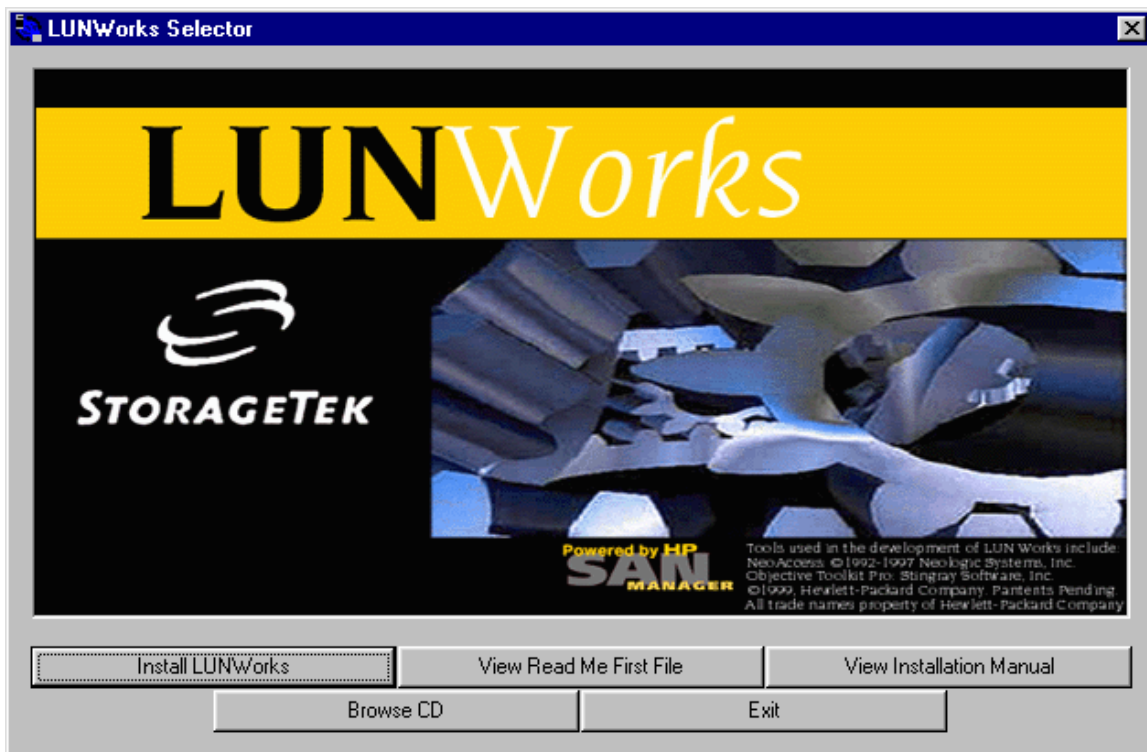 LUNWorks Selector
LUNWorks
STORAGETEK
Powered by HP
SAN
MANAGER
Tools used in the development of LUN Works include:
NeoAccess: ©1992-1997 Neologic Systems, Inc.
Objective Toolkit Pro: Stingray Software, Inc.
©1999, Hewlett-Packard Company. Pantents Pending.
All trade names property of Hewlett-Packard Company
Install LUNWorks
View Read Me First File
View Installation Manual
Browse CD
Exit